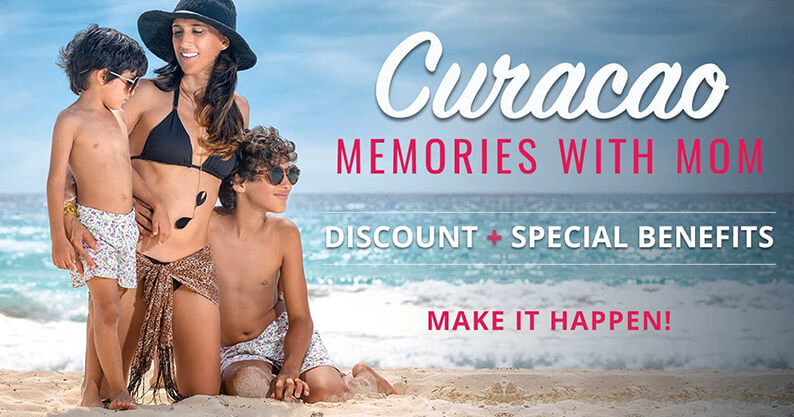 Curacao
MEMORIES WITH MOM
DISCOUNT + SPECIAL BENEFITS
MAKE IT HAPPEN!